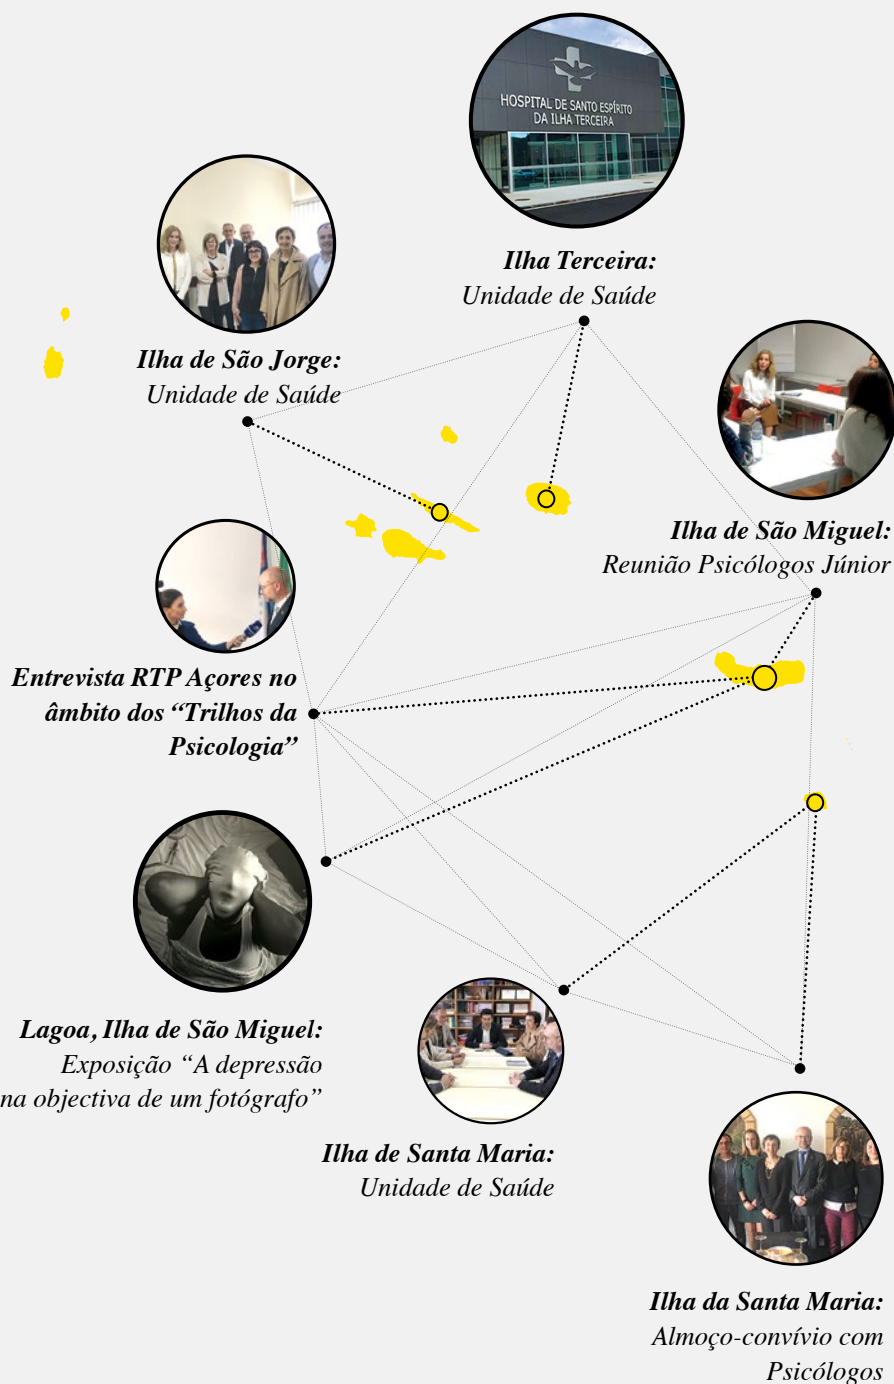 HOSPITAL DE SANTO ESPÍRITO
DA ILHA TERCEIRA
Ilha Terceira:
Unidade de Saúde
Ilha de São Jorge:
Unidade de Saúde
Ilha de São Miguel:
Reunião Psicólogos Júnior
Entrevista RTP Açores no
âmbito dos “Trilhos da
Psicologia”
Lagoa, Ilha de São Miguel:
Exposição “A depressão
na objectiva de um fotógrafo”
Ilha de Santa Maria:
Unidade de Saúde
Ilha da Santa Maria:
Almoço-convívio com
Psicólogos